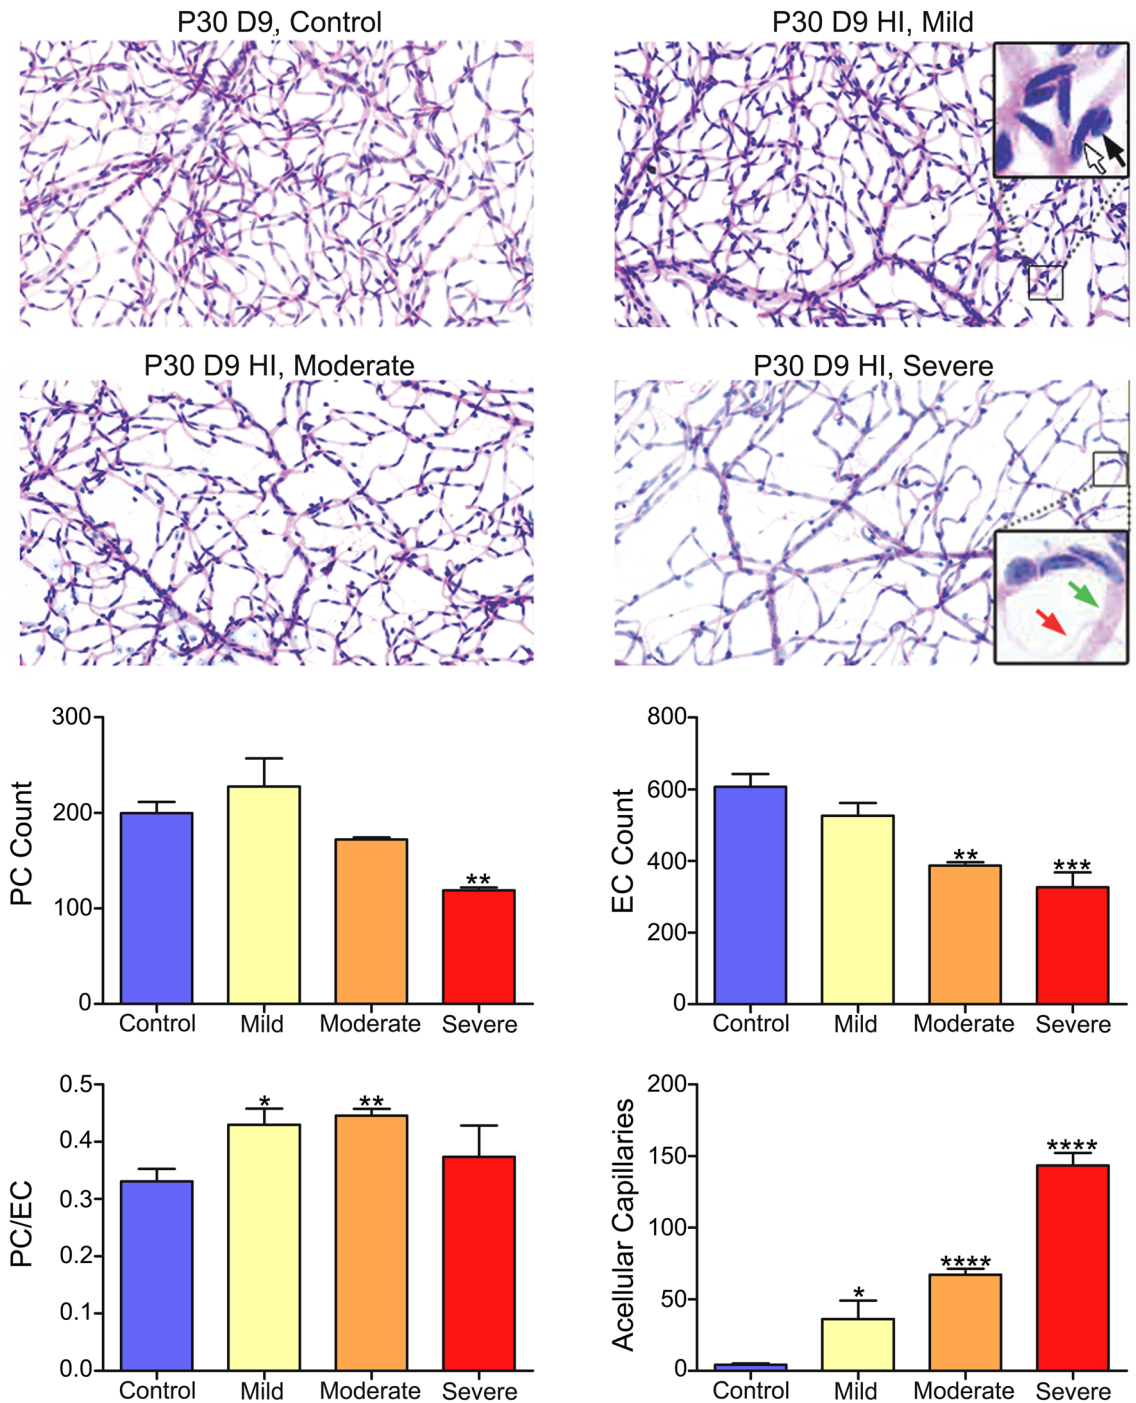 P30 D9, Control
P30 D9 HI, Mild
P30 D9 HI, Moderate
P30 D9 HI, Severe
300
200
100
0
PC Count
**
Control Mild Moderate Severe
800
600
400
200
0
EC Count
** ***
Control Mild Moderate Severe
0.5
0.4
0.3
0.2
0.1
0.0
PC/EC
* **
Control Mild Moderate Severe
200
150
100
50
0
Acellular Capillaries
* **** ****
Control Mild Moderate Severe